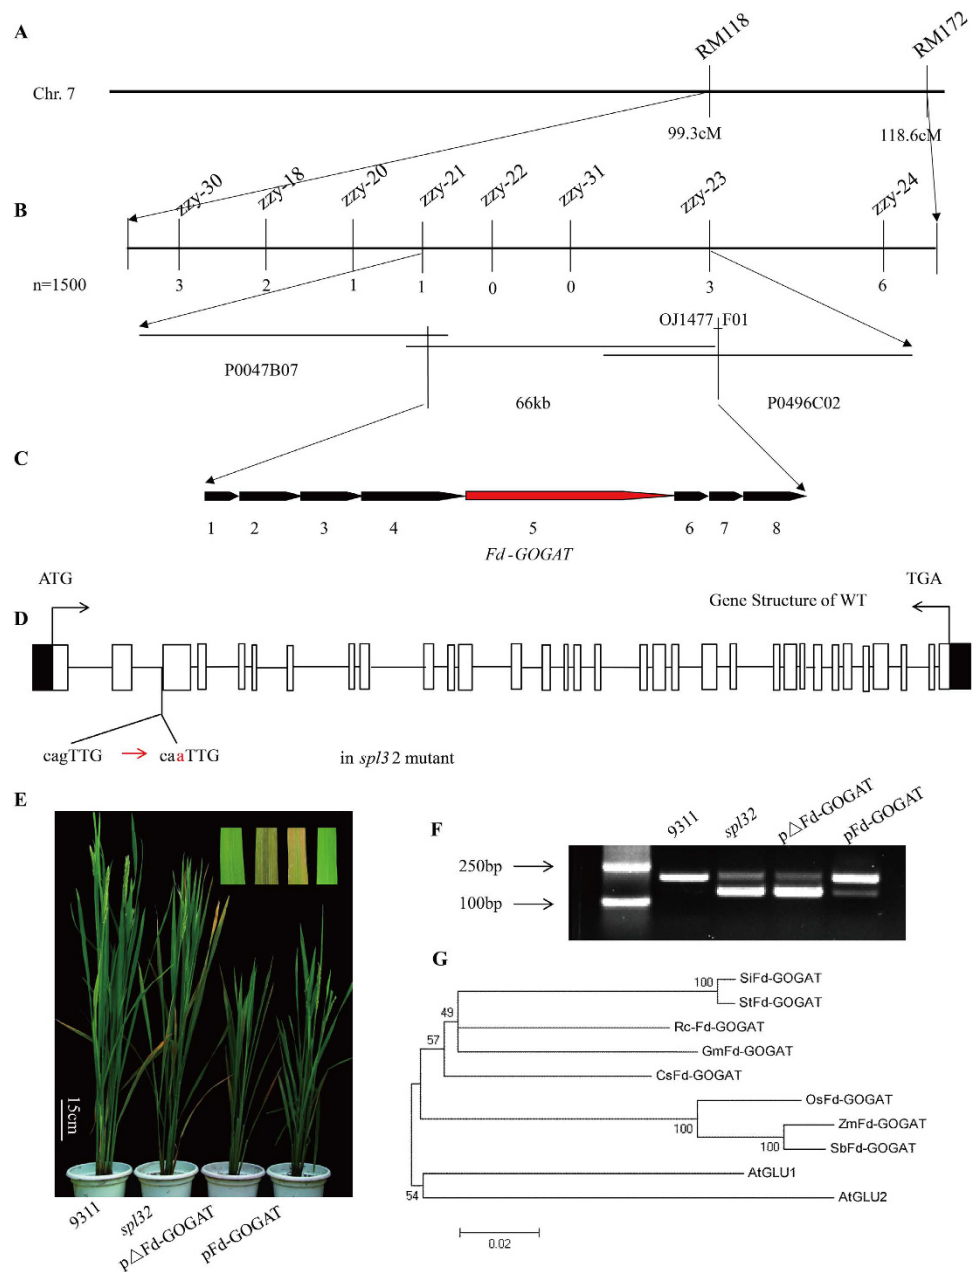 A
RM118
RM172
Chr. 7
99.3cM
118.6cM
B
zzy-30
zzy-18
zzy-20
zzy-21
zzy-22
zzy-31
zzy-23
zzy-24
n=1500
3
2
1
1
0
0
3
6
OJ1477_F01
P0047B07
66kb
P0496C02
C
1 2 3 4 5 6 7 8
Fd-GOGAT
ATG
TGA
Gene Structure of WT
D
cagTTG → caaTTG
in spl32 mutant
E
15cm
9311
spl32
p△Fd-GOGAT
pFd-GOGAT
F
9311
spl32
p△Fd-GOGAT
pFd-GOGAT
250bp
100bp
G
100
SiFd-GOGAT
StFd-GOGAT
49
Rc-Fd-GOGAT
57
GmFd-GOGAT
CsFd-GOGAT
OsFd-GOGAT
100
ZmFd-GOGAT
100
SbFd-GOGAT
AtGLU1
54
AtGLU2
0.02